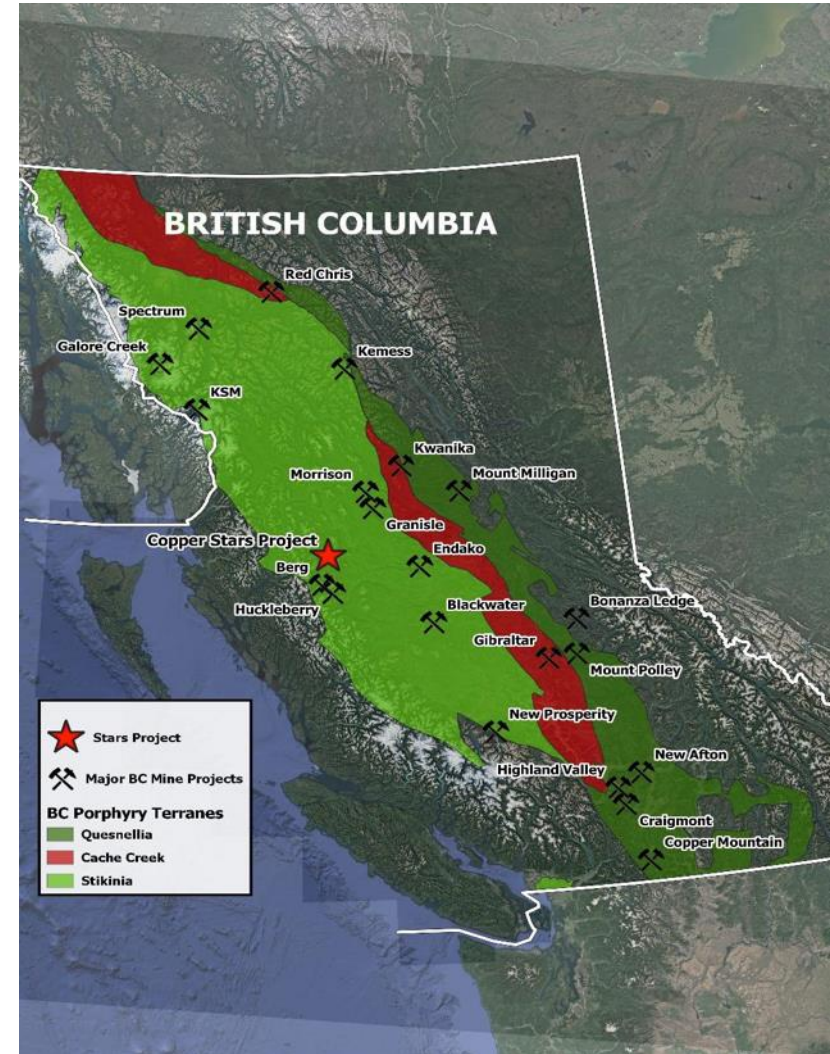 BRITISH COLUMBIA
Red Chris
Spectrum
Galore Creek
Kemess
KSM
Kwanika
Morrison
Mount Milligan
Granisle
Copper Stars Project
Endako
Berg
Huckleberry
Blackwater
Bonanza Ledge
Gibraltar
Mount Polley
New Prosperity
New Afton
Highland Valley
Craigmont
Copper Mountain
Stars Project
Major BC Mine Projects
BC Porphyry Terranes
Quesnellia
Cache Creek
Stikinia